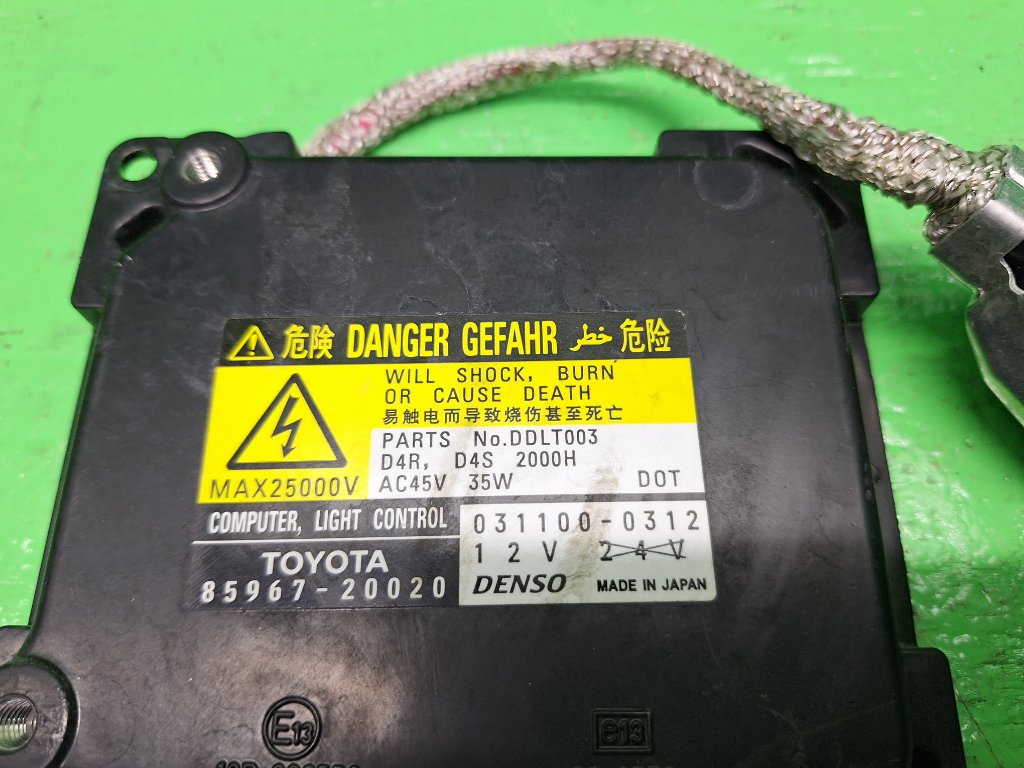 危険 DANGER GEFAHR خطر 危险
WILL SHOCK, BURN
OR CAUSE DEATH
易触电而导致烧伤甚至死亡
MAX25000V
PARTS No.DDLT003
D4R, D4S 2000H
AC45V 35W DOT
COMPUTER, LIGHT CONTROL
TOYOTA
85967-20020
031100-0312
12V 24V
DENSO MADE IN JAPAN
E13
e13